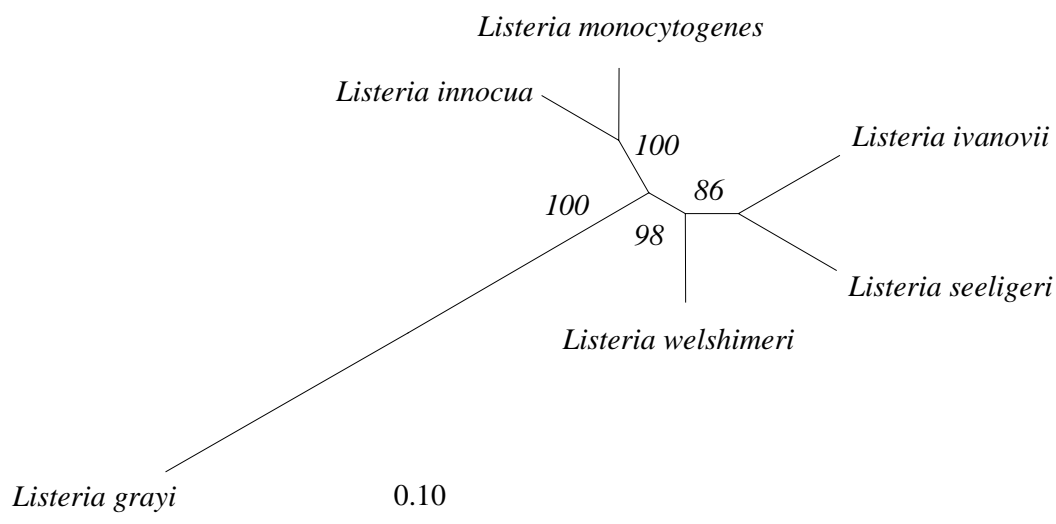 Listeria monocytogenes
Listeria innocua
Listeria ivanovii
100
86
100
98
Listeria seeligeri
Listeria welshimeri
Listeria grayi
0.10